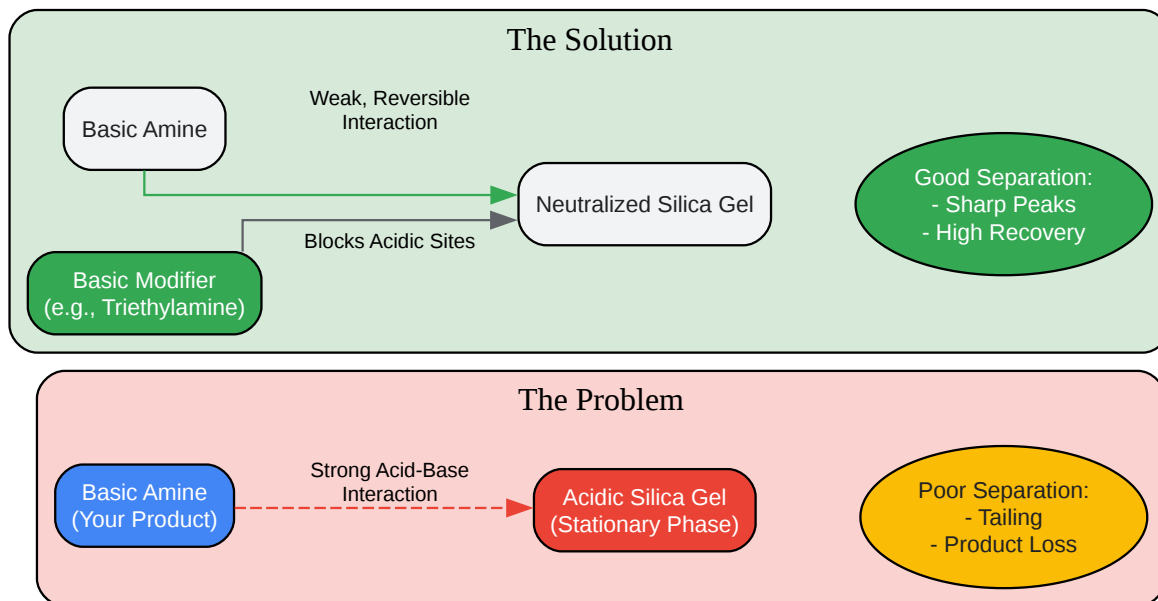 The Solution
Weak, Reversible
Interaction
Basic Amine
Neutralized Silica Gel
Good Separation:
- Sharp Peaks
- High Recovery
Blocks Acidic Sites
Basic Modifier
(e.g., Triethylamine)
The Problem
Strong Acid-Base
Interaction
Basic Amine
(Your Product)
Acidic Silica Gel
(Stationary Phase)
Poor Separation:
- Tailing
- Product Loss